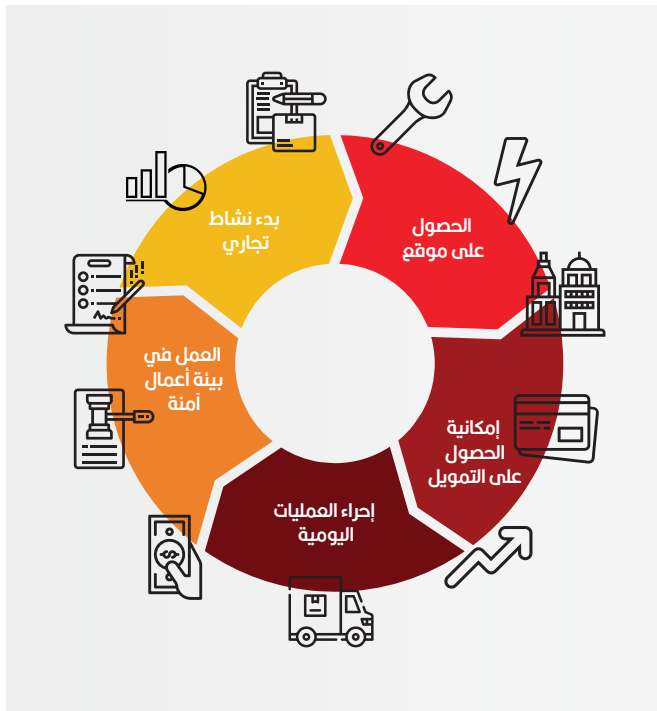 بدء نشاط
تجاري
الحصول
على موقع
إمكانية
الحصول
على التمويل
إحراء العمليات
اليومية
العمل في
بيئة أعمال
آمنة